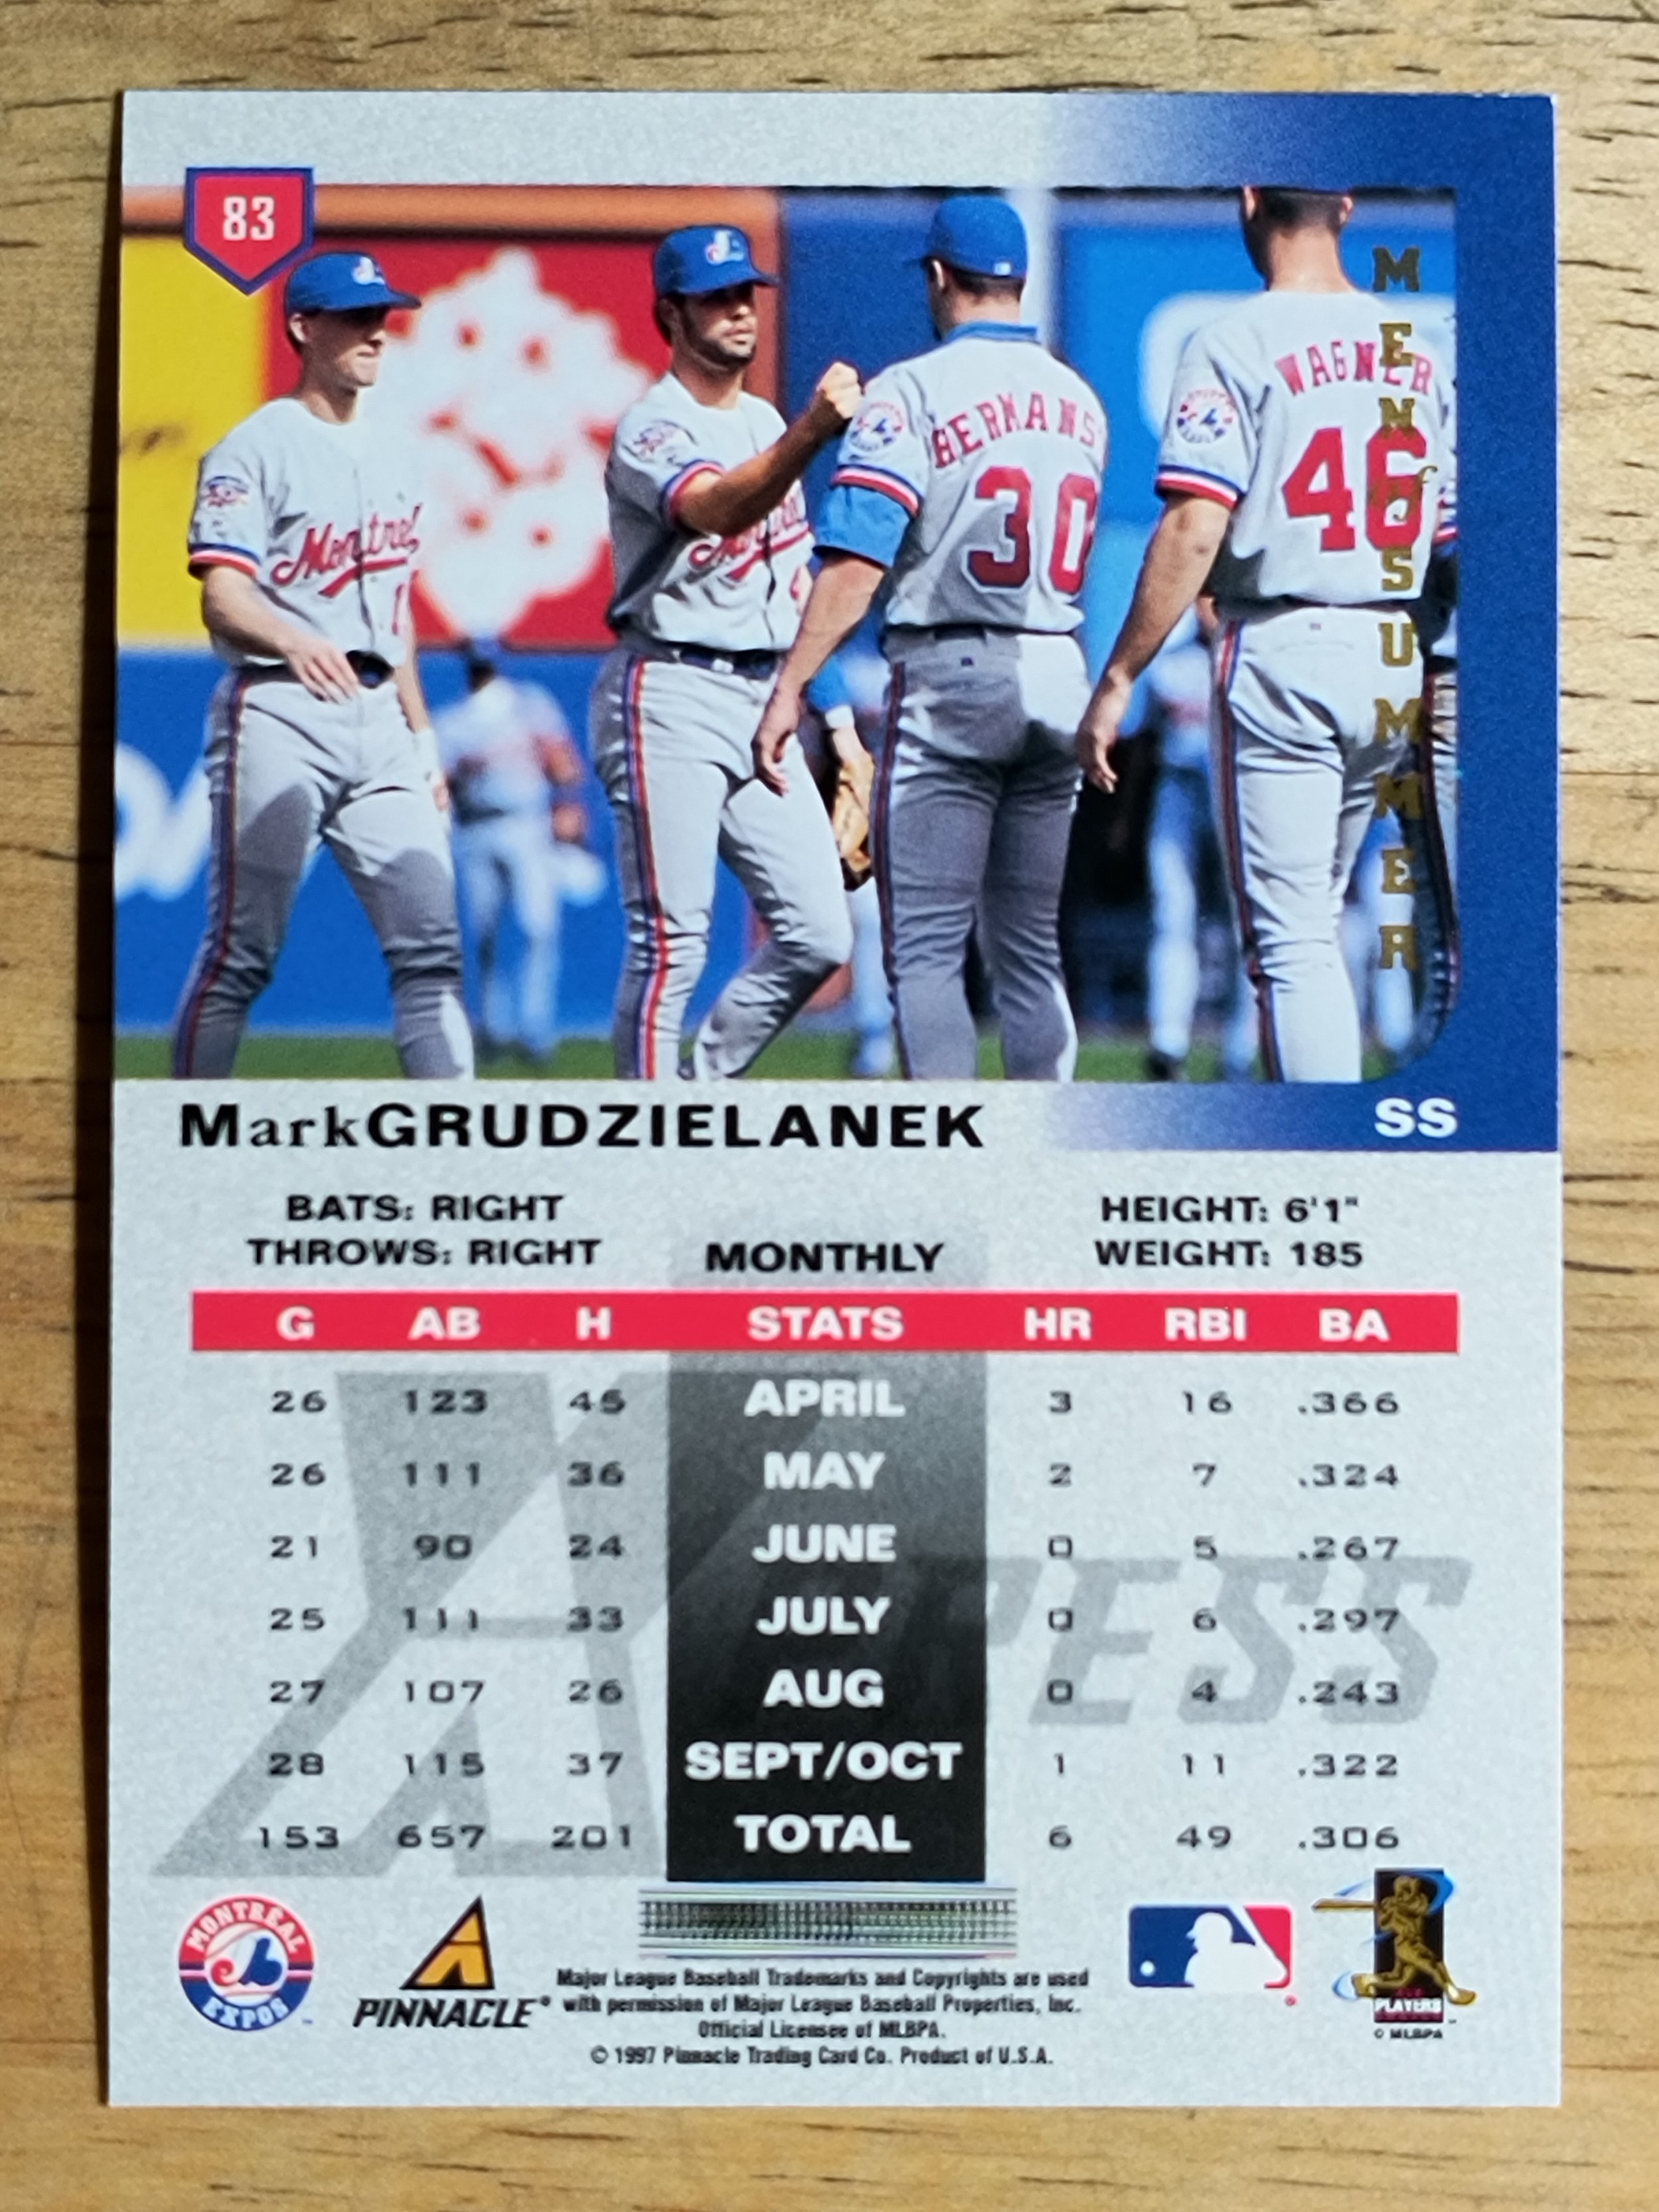 83
MEN of SUMMER
Montreal
HERMANS
30
WAGNER
46
MarkGRUDZIELANEK
SS
BATS: RIGHT
THROWS: RIGHT
MONTHLY
HEIGHT: 6'1"
WEIGHT: 185
G AB H STATS HR RBI BA
26 123 45 APRIL 3 16 .366
26 111 36 MAY 2 7 .324
21 90 24 JUNE 0 5 .267
25 111 33 JULY 0 6 .297
27 107 26 AUG 0 4 .243
28 115 37 SEPT/OCT 1 11 .322
153 657 201 TOTAL 6 49 .306
MONTRÉAL
EXPOS
™
PINNACLE®
Major League Baseball Trademarks and Copyrights are used
with permission of Major League Baseball Properties, Inc.
Official Licensee of MLBPA.
© 1997 Pinnacle Trading Card Co. Product of U.S.A.
PLAYERS
© MLBPA